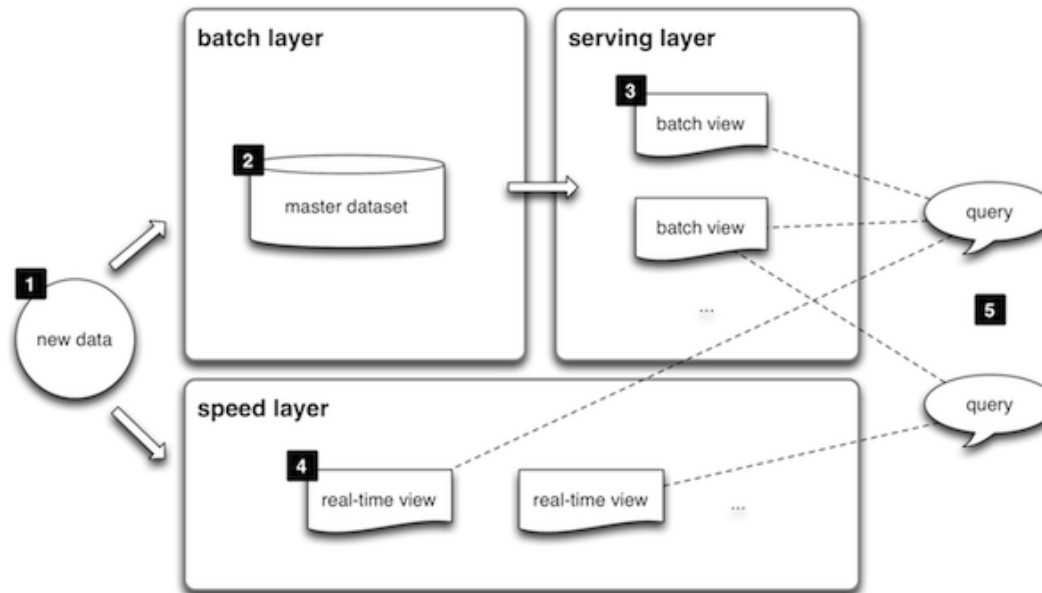 batch layer
serving layer
3
batch view
2
master dataset
batch view
query
1
new data
...
5
speed layer
query
4
real-time view
real-time view
...